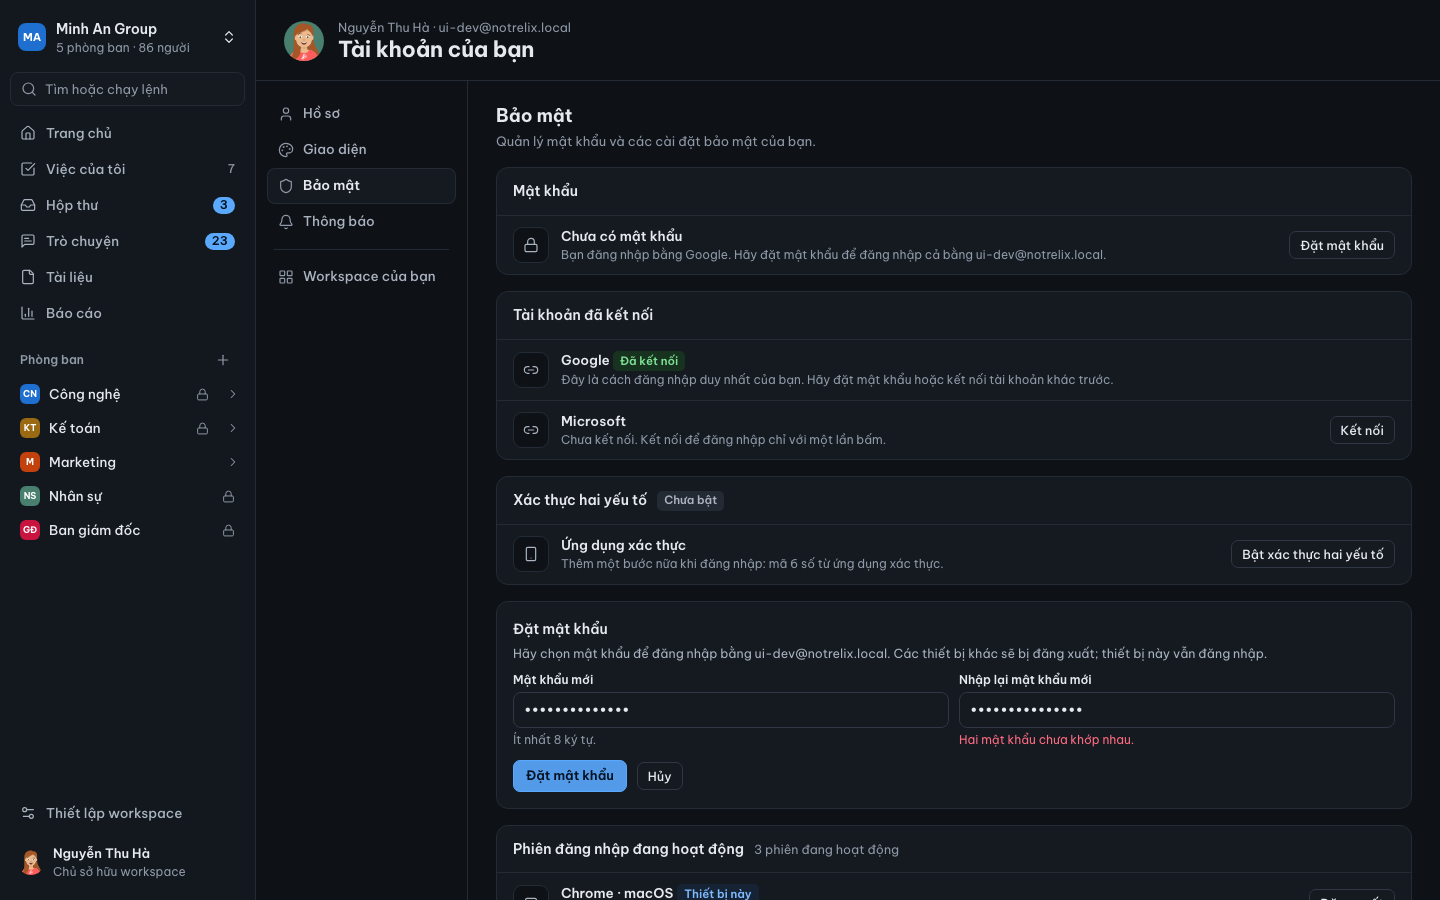 MA
Minh An Group
5 phòng ban · 86 người
Tìm hoặc chạy lệnh
Trang chủ
Việc của tôi 7
Hộp thư 3
Trò chuyện 23
Tài liệu
Báo cáo
Phòng ban
CN Công nghệ
KT Kế toán
M Marketing
NS Nhân sự
GĐ Ban giám đốc
Thiết lập workspace
Nguyễn Thu Hà
Chủ sở hữu workspace
Nguyễn Thu Hà · ui-dev@notrelix.local
Tài khoản của bạn
Hồ sơ
Giao diện
Bảo mật
Thông báo
Workspace của bạn
Bảo mật
Quản lý mật khẩu và các cài đặt bảo mật của bạn.
Mật khẩu
Chưa có mật khẩu
Bạn đăng nhập bằng Google. Hãy đặt mật khẩu để đăng nhập cả bằng ui-dev@notrelix.local.
Đặt mật khẩu
Tài khoản đã kết nối
Google Đã kết nối
Đây là cách đăng nhập duy nhất của bạn. Hãy đặt mật khẩu hoặc kết nối tài khoản khác trước.
Microsoft
Chưa kết nối. Kết nối để đăng nhập chỉ với một lần bấm.
Kết nối
Xác thực hai yếu tố Chưa bật
Ứng dụng xác thực
Thêm một bước nữa khi đăng nhập: mã 6 số từ ứng dụng xác thực.
Bật xác thực hai yếu tố
Đặt mật khẩu
Hãy chọn mật khẩu để đăng nhập bằng ui-dev@notrelix.local. Các thiết bị khác sẽ bị đăng xuất; thiết bị này vẫn đăng nhập.
Mật khẩu mới
Nhập lại mật khẩu mới
••••••••••••••
•••••••••••••••
Ít nhất 8 ký tự.
Hai mật khẩu chưa khớp nhau.
Đặt mật khẩu
Hủy
Phiên đăng nhập đang hoạt động 3 phiên đang hoạt động
Chrome · macOS Thiết bị này